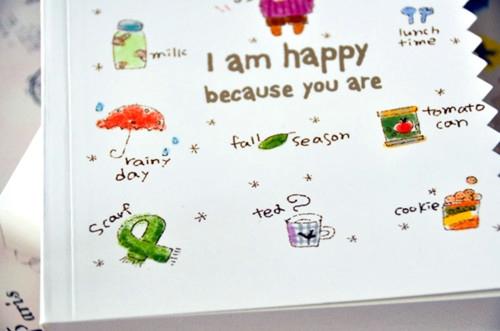 milk
lunch
time
I am happy
because you are
rainy
day
fall season
tomato
can
scarf
tea
cookie